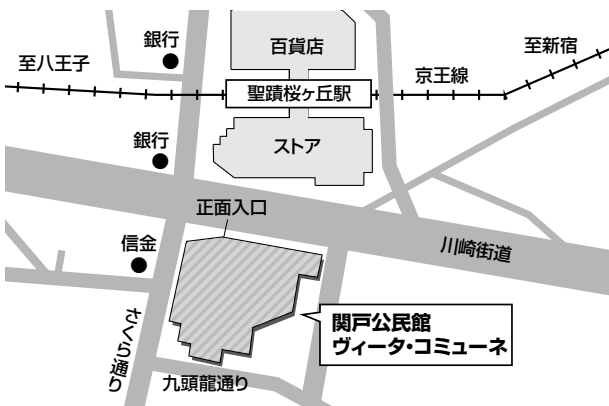 銀行
百貨店
至新宿
至八王子
京王線
聖蹟桜ヶ丘駅
銀行
ストア
正面入口
信金
川崎街道
さくら通り
関戸公民館
ヴィータ・コミューネ
九頭龍通り